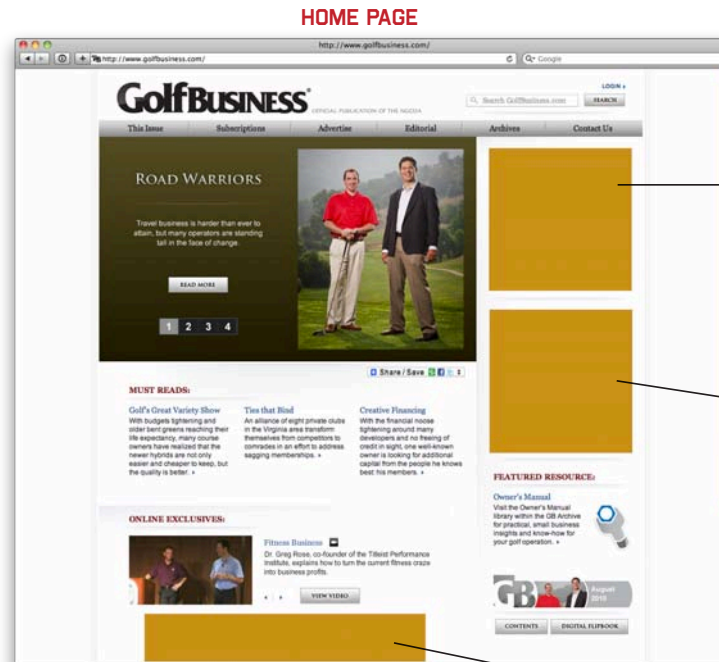 HOME PAGE
http://www.golfbusiness.com/
http://www.golfbusiness.com/
Google
GOLFBUSINESS®
OFFICIAL PUBLICATION OF THE NGCOA
LOGIN
Search GolfBusiness.com
SEARCH
This Issue
Subscriptions
Advertise
Editorial
Archives
Contact Us
ROAD WARRIORS
Travel business is harder than ever to
attain, but many operators are standing
tall in the face of change.
READ MORE
1 2 3 4
Share / Save
MUST READS:
Golf's Great Variety Show
With budgets tightening and
older bent greens reaching their
life expectancy, many course
owners have realized that the
newer hybrids are not only
easier and cheaper to keep, but
the quality is better.
Ties that Bind
An alliance of eight private clubs
in the Virginia area transform
themselves from competitors to
comrades in an effort to address
sagging memberships.
Creative Financing
With the financial noose
tightening around many
developers and no freeing of
credit in sight, one well-known
owner is looking for additional
capital from the people he knows
best: his members.
FEATURED RESOURCE:
Owner's Manual
Visit the Owner's Manual
library within the GB Archive
for practical, small business
insights and know-how for
your golf operation.
ONLINE EXCLUSIVES:
Fitness Business
Dr. Greg Rose, co-founder of the Titleist Performance
Institute, explains how to turn the current fitness craze
into business profits.
VIEW VIDEO
GB
August
2010
CONTENTS
DIGITAL FLIPBOOK